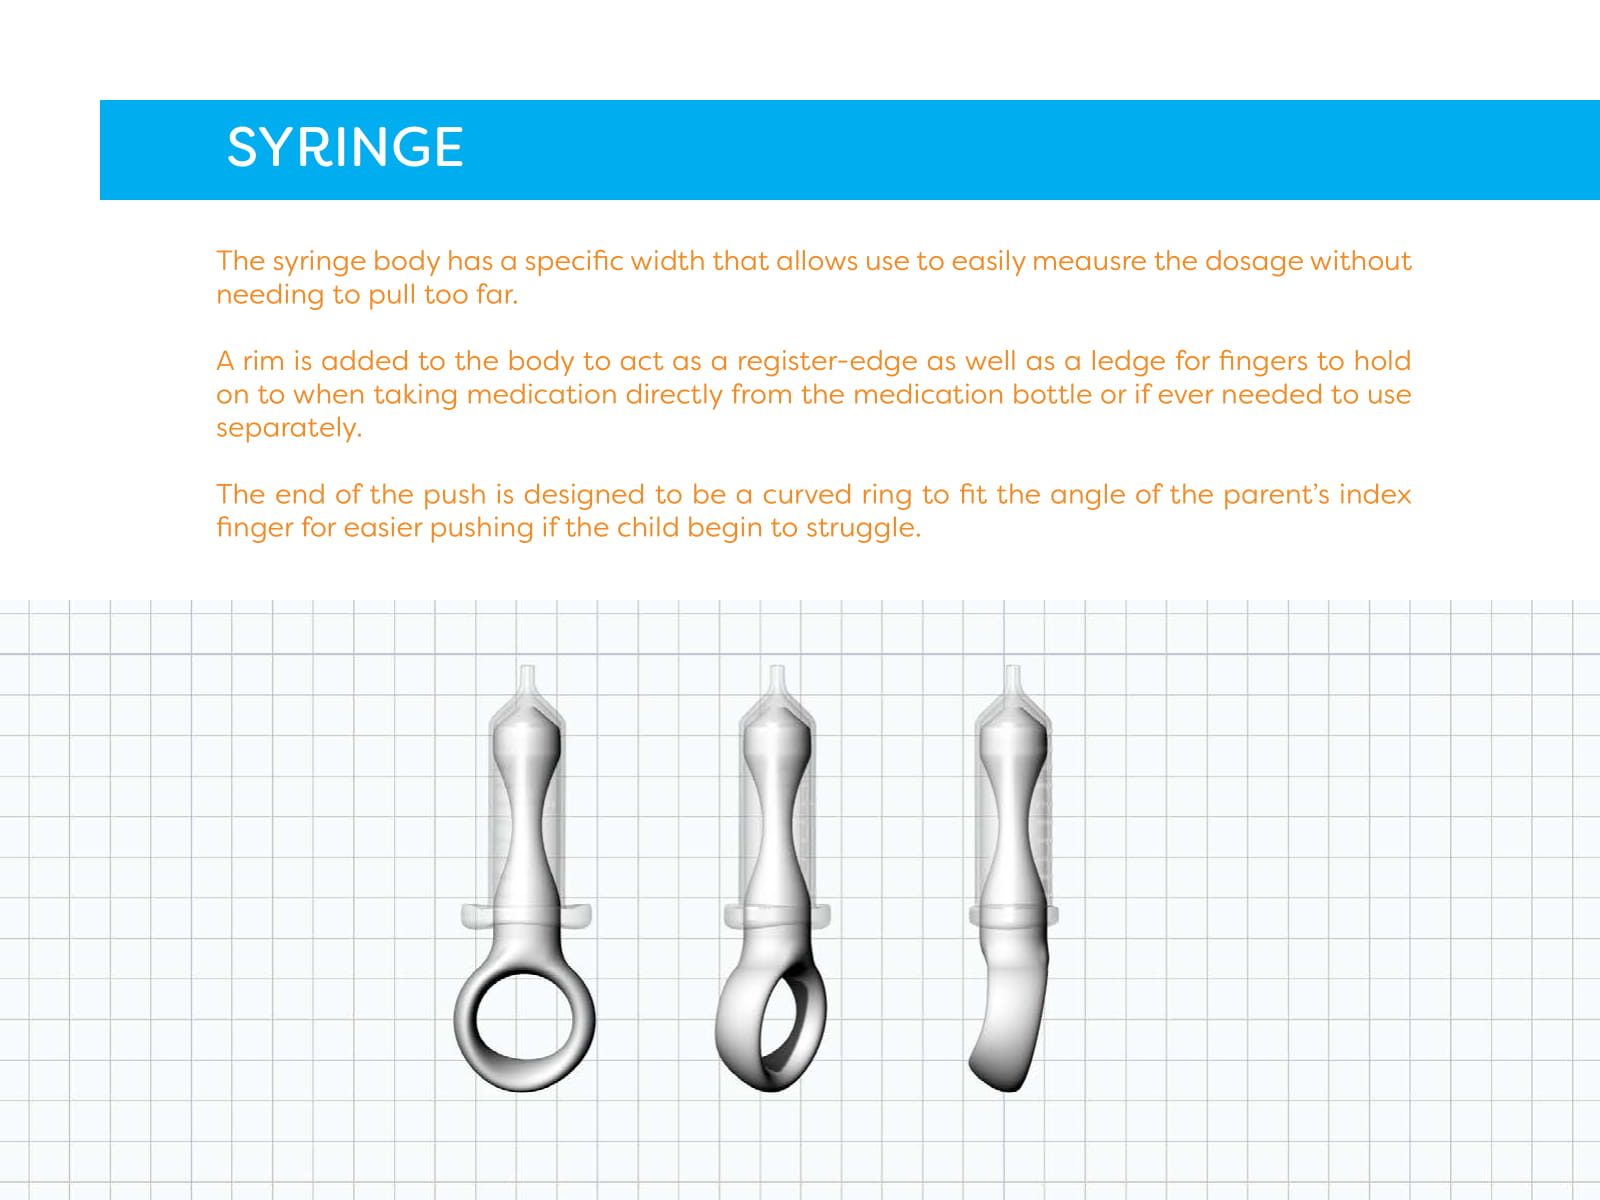 SYRINGE
The syringe body has a specific width that allows use to easily meausre the dosage without
needing to pull too far.
A rim is added to the body to act as a register-edge as well as a ledge for fingers to hold
on to when taking medication directly from the medication bottle or if ever needed to use
separately.
The end of the push is designed to be a curved ring to fit the angle of the parent’s index
finger for easier pushing if the child begin to struggle.